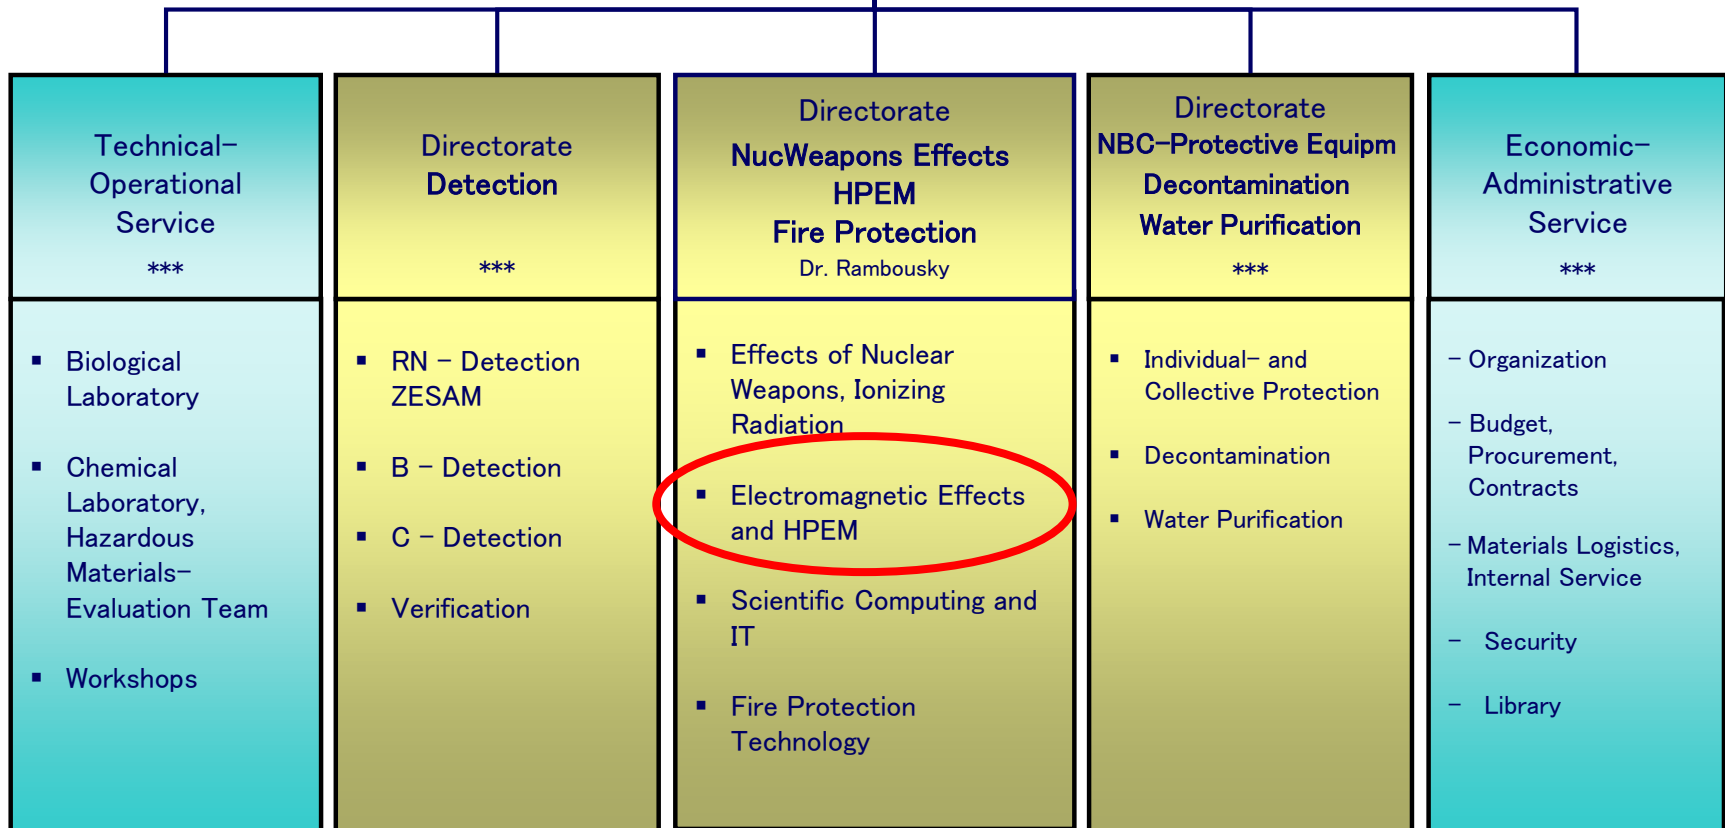 Technical-
Operational
Service
***
▪ Biological
Laboratory
▪ Chemical
Laboratory,
Hazardous
Materials-
Evaluation Team
▪ Workshops
Directorate
Detection
***
▪ RN - Detection
ZESAM
▪ B - Detection
▪ C - Detection
▪ Verification
Directorate
NucWeapons Effects
HPEM
Fire Protection
Dr. Rambousky
▪ Effects of Nuclear
Weapons, Ionizing
Radiation
▪ Electromagnetic Effects
and HPEM
▪ Scientific Computing and
IT
▪ Fire Protection
Technology
Directorate
NBC-Protective Equipm
Decontamination
Water Purification
***
▪ Individual- and
Collective Protection
▪ Decontamination
▪ Water Purification
Economic-
Administrative
Service
***
- Organization
- Budget,
Procurement,
Contracts
- Materials Logistics,
Internal Service
- Security
- Library